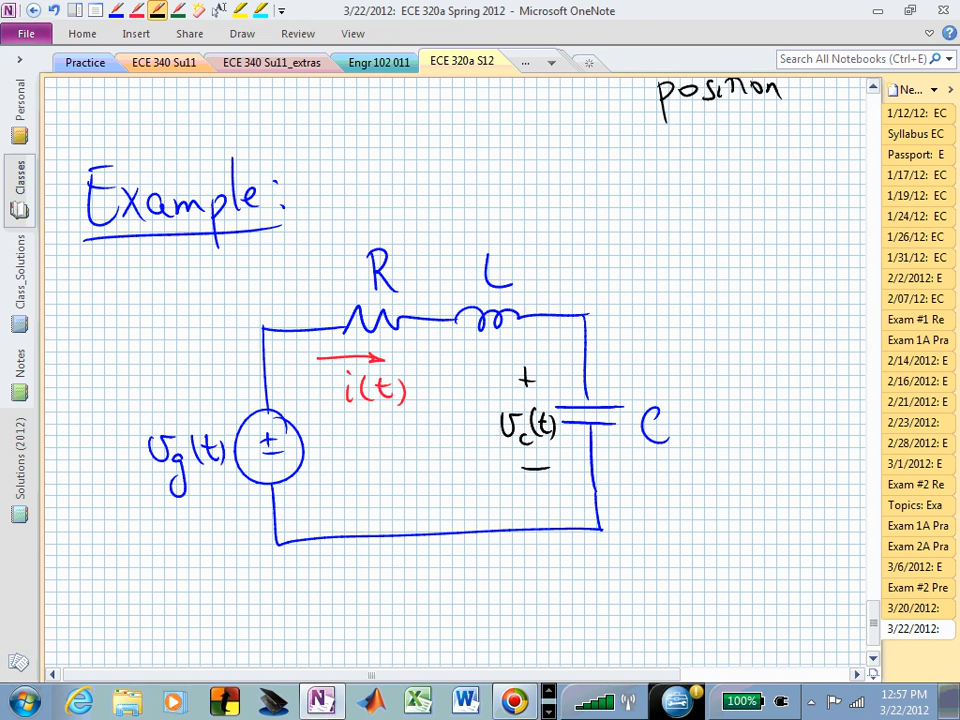 3/22/2012: ECE 320a Spring 2012 - Microsoft OneNote
File Home Insert Share Draw Review View
Practice ECE 340 Su11 ECE 340 Su11_extras Engr 102 011 ECE 320a S12 ...
Search All Notebooks (Ctrl+E)
Personal
Classes
Class_Solutions
Notes
Solutions (2012)
position
Example:
R L
i(t)
+
v_c(t)
−
C
v_g(t)
+
−
Ne...
1/12/12: EC
Syllabus EC
Passport: E
1/17/12: EC
1/19/12: EC
1/24/12: EC
1/26/12: EC
1/31/12: EC
2/2/2012: E
2/07/12: EC
Exam #1 Re
Exam 1A Pra
2/14/2012: E
2/16/2012: E
2/21/2012: E
2/23/2012:
2/28/2012: E
3/1/2012: E
Exam #2 Re
Topics: Exa
Exam 1A Pra
Exam 2A Pra
3/6/2012: E
Exam #2 Pre
3/20/2012:
3/22/2012:
100%
12:57 PM
3/22/2012